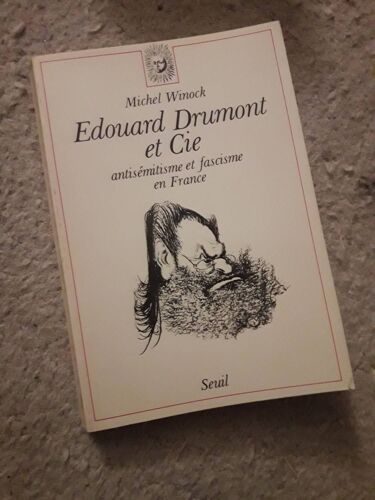 Michel Winock
Edouard Drumont
et Cie
antisémitisme et fascisme
en France
Seuil